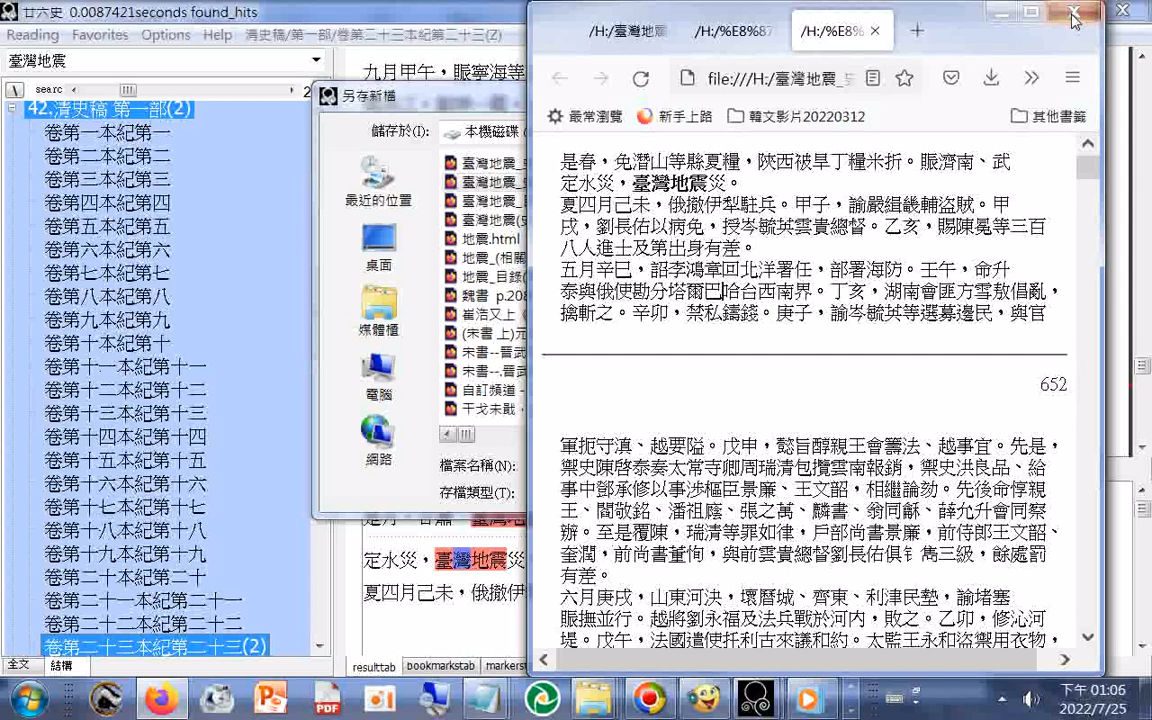 廿六史 0.0087421seconds found_hits
Reading Favorites Options Help 清史稿/第一部/卷第二十三本紀第二十三(Z)
臺灣地震
searc
42.清史稿 第一部(2)
卷第一本紀第一
卷第二本紀第二
卷第三本紀第三
卷第四本紀第四
卷第五本紀第五
卷第六本紀第六
卷第七本紀第七
卷第八本紀第八
卷第九本紀第九
卷第十本紀第十
卷第十一本紀第十一
卷第十二本紀第十二
卷第十三本紀第十三
卷第十四本紀第十四
卷第十五本紀第十五
卷第十六本紀第十六
卷第十七本紀第十七
卷第十八本紀第十八
卷第十九本紀第十九
卷第二十本紀第二十
卷第二十一本紀第二十一
卷第二十二本紀第二十二
卷第二十三本紀第二十三(2)
全文 結構
九月甲午，賑寧海等
另存新檔
儲存於(I): 本機磁碟
最近的位置
桌面
媒體櫃
電腦
網路
臺灣地震_
臺灣地震_
臺灣地震_
臺灣地震(
地震.html
地震_(相關
地震_目錄(
魏書 p.208
崔浩又上《
(宋書 上)元
宋書--晋武
宋書--.晋武
自訂頻道 -
干戈未戢，
檔案名稱(N):
存檔類型(T):
定水災，臺灣地震災
夏四月己未，俄撤伊
resulttab bookmarkstab markerst
/H:/臺灣地震 /H:/%E8%87 /H:/%E8%
file:///H:/臺灣地震_
最常瀏覽 新手上路 韓文影片20220312 其他書籤
是春，免潛山等縣夏糧，陝西被旱丁糧米折。賑濟南、武
定水災，臺灣地震災。
夏四月己未，俄撤伊犁駐兵。甲子，諭嚴緝畿輔盜賊。甲
戌，劉長佑以病免，授岑毓英雲貴總督。乙亥，賜陳冕等三百
八人進士及第出身有差。
五月辛巳，詔李鴻章回北洋署任，部署海防。壬午，命升
泰與俄使勘分塔爾巴哈台西南界。丁亥，湖南會匪方雪敖倡亂，
擒斬之。辛卯，禁私鑄錢。庚子，諭岑毓英等選募邊民，與官
652
軍扼守滇、越要隘。戊申，懿旨醇親王會籌法、越事宜。先是，
禦史陳啓泰奏太常寺卿周瑞清包攬雲南報銷，禦史洪良品、給
事中鄧承修以事涉樞臣景廉、王文韶，相繼論劾。先後命惇親
王、閻敬銘、潘祖廕、張之萬、麟書、翁同龢、薛允升會同察
辦。至是覆陳，瑞清等罪如律，戶部尚書景廉，前侍郎王文韶、
奎潤，前尚書董恂，與前雲貴總督劉長佑俱钅雋三級，餘處罰
有差。
六月庚戌，山東河決，壞曆城、齊東、利津民墊，諭堵塞
賑撫並行。越將劉永福及法兵戰於河內，敗之。乙卯，修沁河
堤。戊午，法國遣使托利古來議和約。太監王永和盜禦用衣物，
下午 01:06
2022/7/25